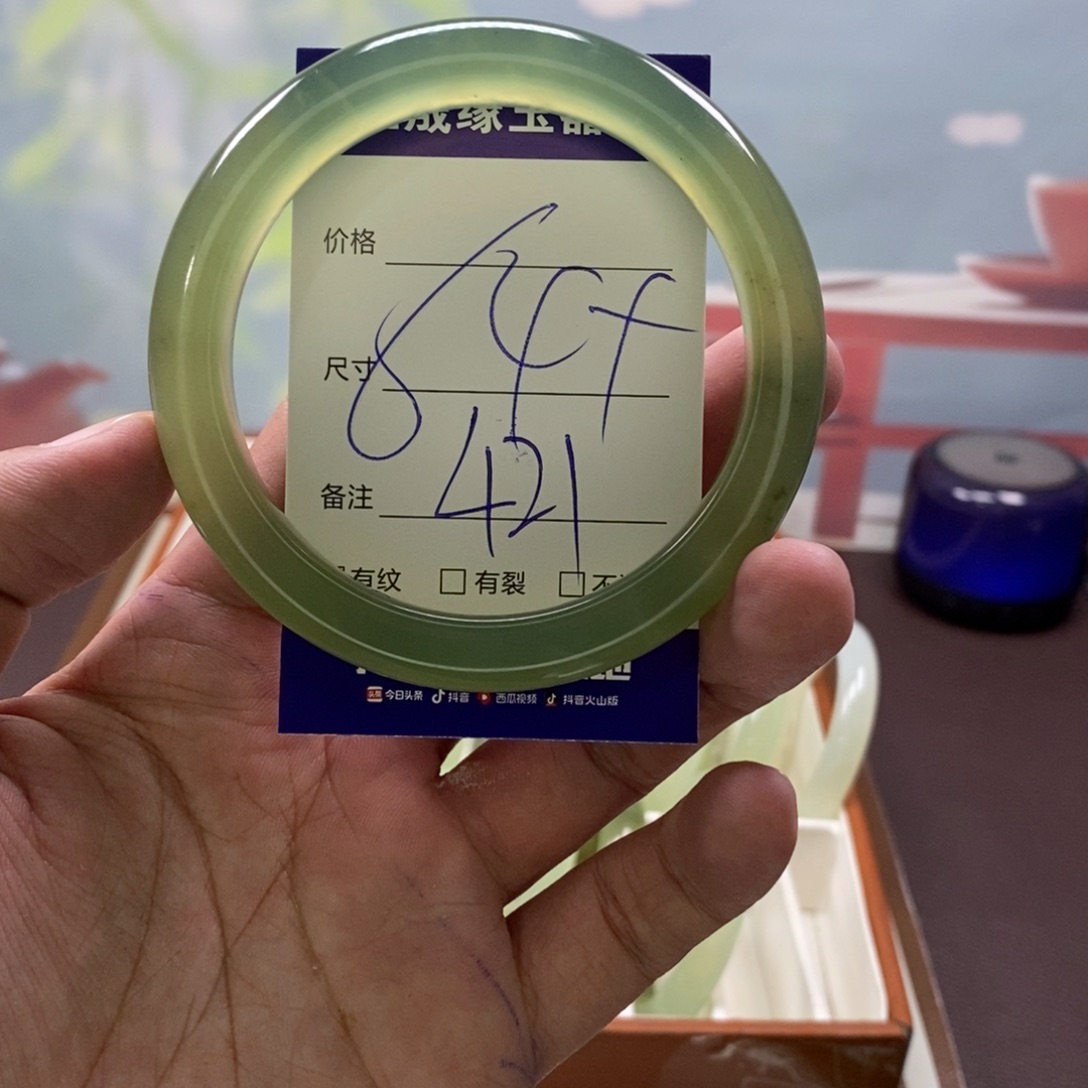 成缘玉器
价格
尺寸
421
备注
有纹 □ 有裂 □ 不
今日头条 抖音 西瓜视频 抖音火山版